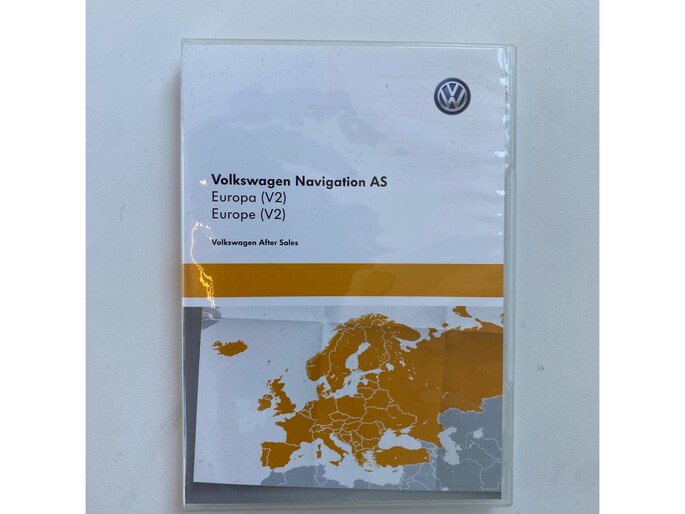 Volkswagen Navigation AS
Europa (V2)
Europe (V2)
Volkswagen After Sales